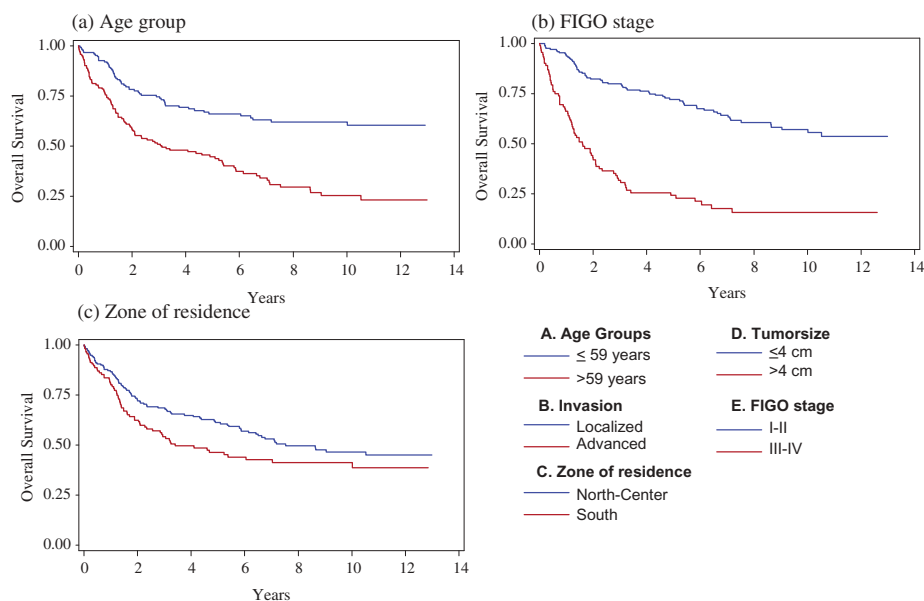 (a) Age group
1.00
0.75
0.50
0.25
0.00
Overall Survival
0 2 4 6 8 10 12 14
Years
(b) FIGO stage
1.00
0.75
0.50
0.25
0.00
Overall Survival
0 2 4 6 8 10 12 14
Years
(c) Zone of residence
1.00
0.75
0.50
0.25
0.00
Overall Survival
0 2 4 6 8 10 12 14
Years
A. Age Groups
≤ 59 years
>59 years
B. Invasion
Localized
Advanced
C. Zone of residence
North-Center
South
D. Tumorsize
≤4 cm
>4 cm
E. FIGO stage
I-II
III-IV